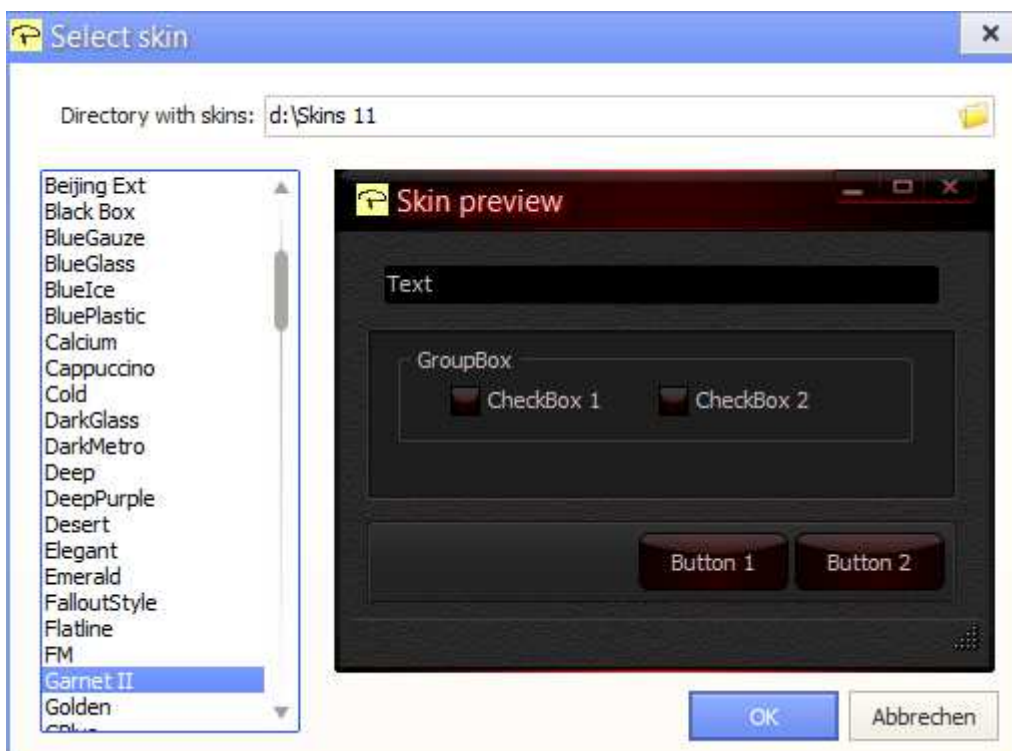 Select skin
Directory with skins: d:\Skins 11
Beijing Ext
Black Box
BlueGauze
BlueGlass
BlueIce
BluePlastic
Calcium
Cappuccino
Cold
DarkGlass
DarkMetro
Deep
DeepPurple
Desert
Elegant
Emerald
FalloutStyle
Flatline
FM
Garnet II
Golden
Skin preview
Text
GroupBox
CheckBox 1 CheckBox 2
Button 1 Button 2
OK Abbrechen